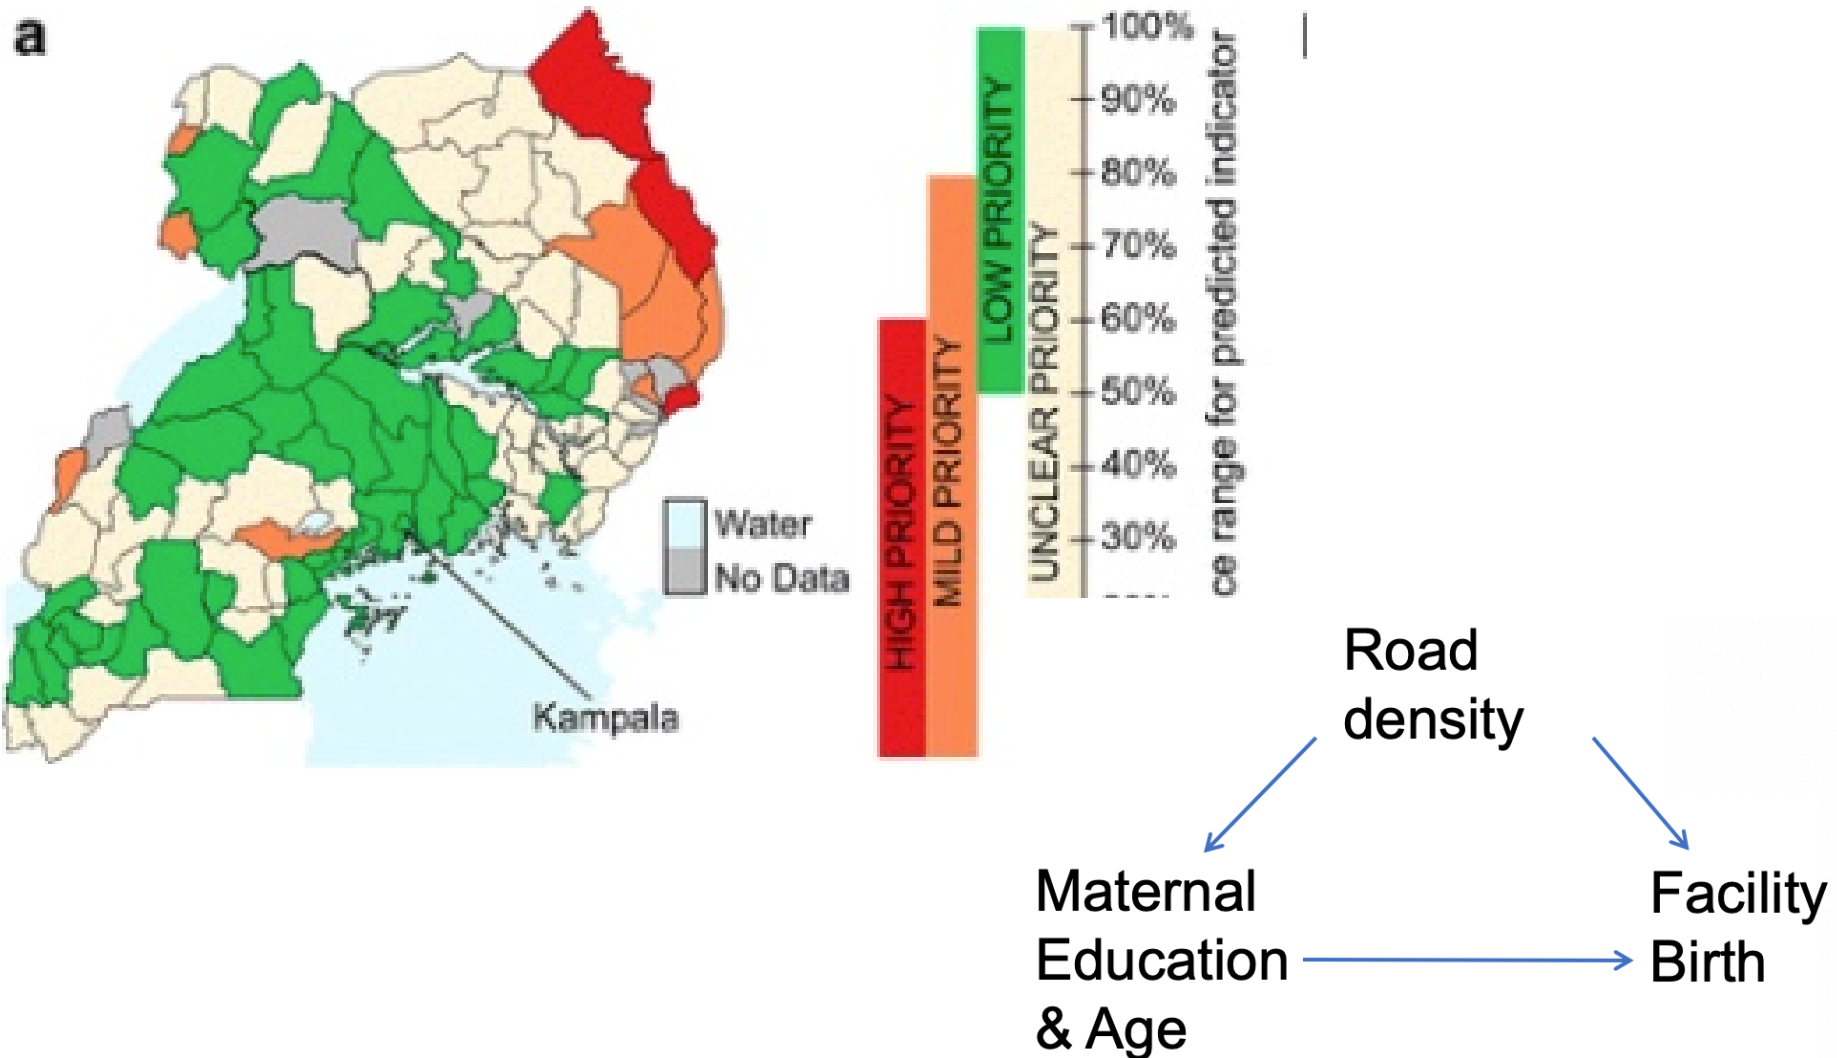 a
Water
No Data
Kampala
HIGH PRIORITY
MILD PRIORITY
LOW PRIORITY
UNCLEAR PRIORITY
100%
90%
80%
70%
60%
50%
40%
30%
ce range for predicted indicator
Road
density
Maternal
Education
& Age
Facility
Birth